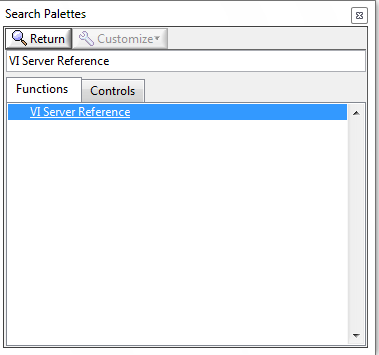 Search Palettes
Return Customize
VI Server Reference
Functions Controls
VI Server Reference